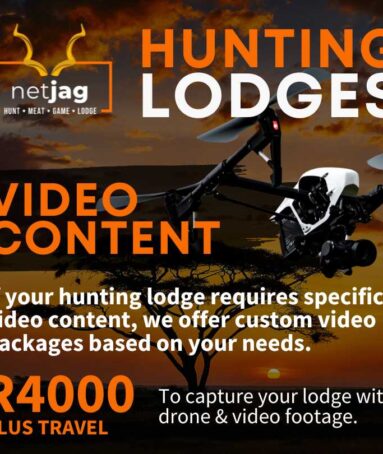 HUNTING
LODGES
netjag
HUNT • MEAT • GAME • LODGE
VIDEO
CONTENT
f your hunting lodge requires specific
video content, we offer custom video
packages based on your needs.
R4000
PLUS TRAVEL
To capture your lodge with
drone & video footage.